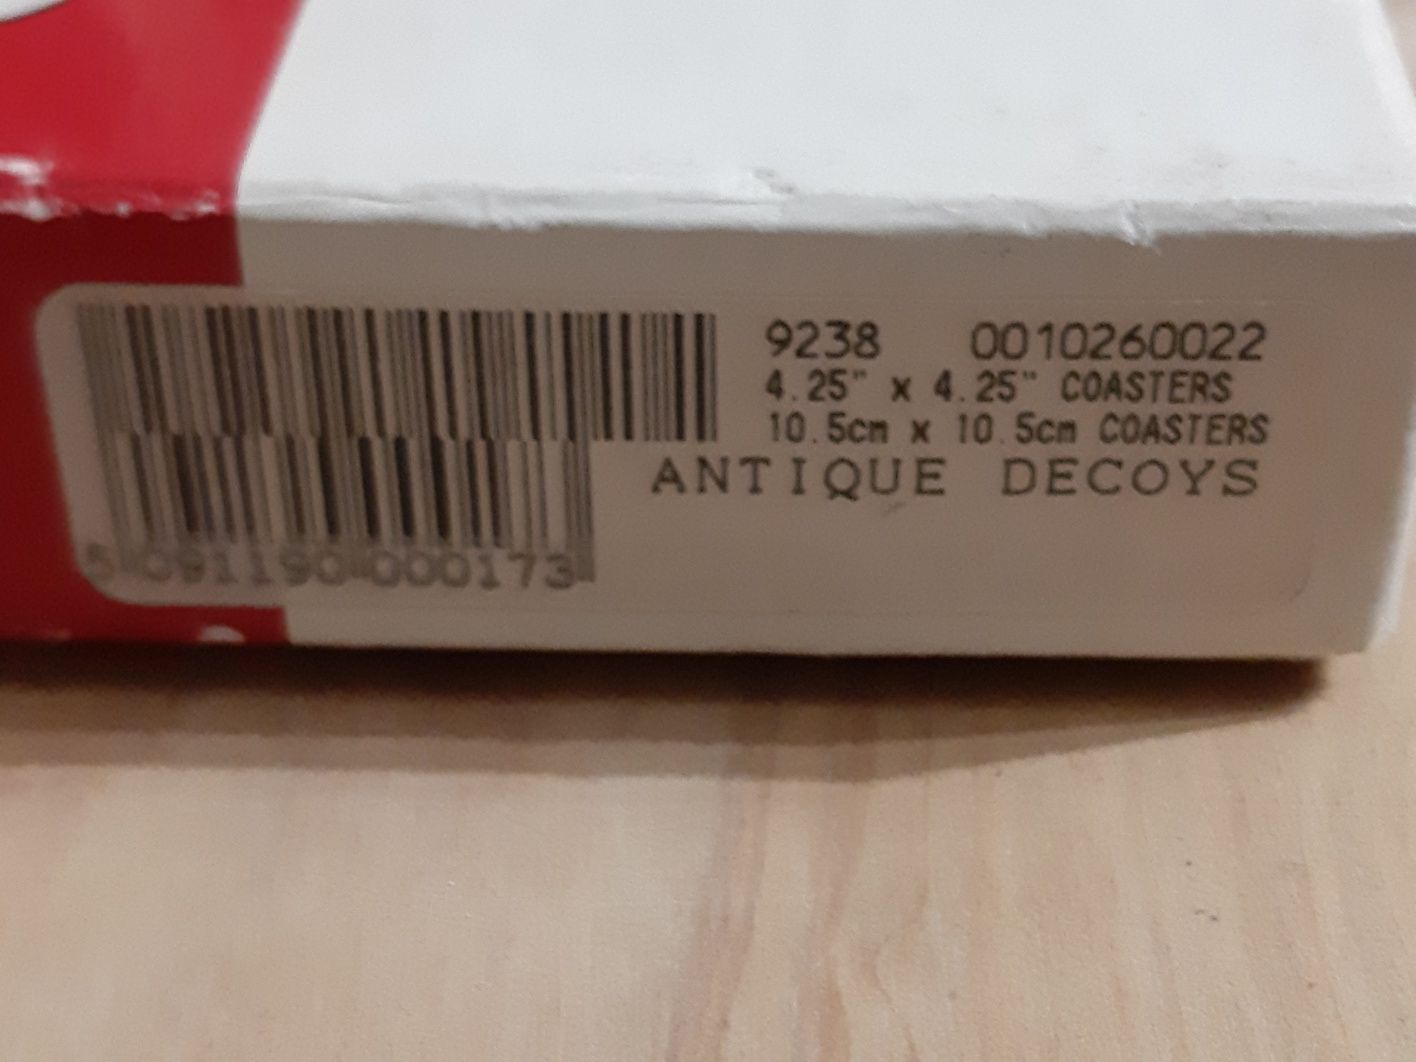 9238 0010260022
4.25" x 4.25" COASTERS
10.5cm x 10.5cm COASTERS
ANTIQUE DECOYS
5 091190 000173